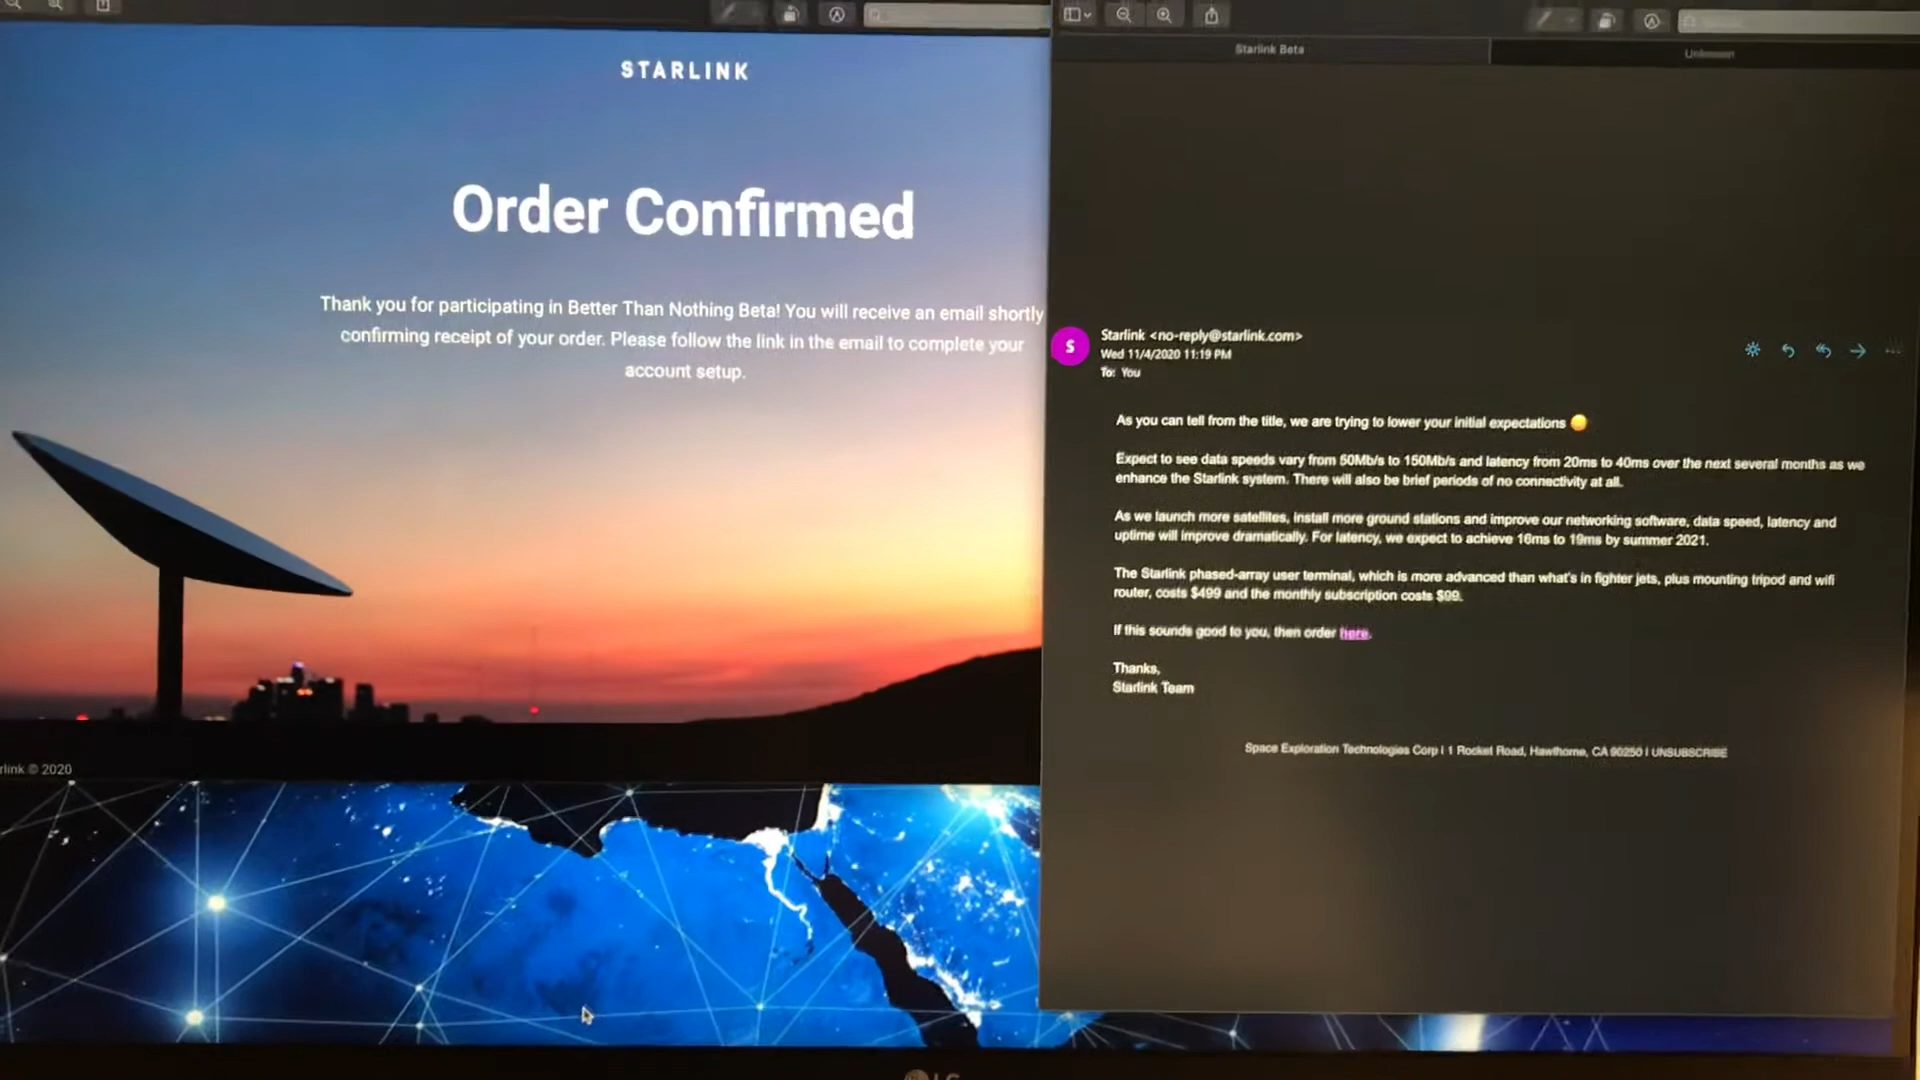 STARLINK
Order Confirmed
Thank you for participating in Better Than Nothing Beta! You will receive an email shortly
confirming receipt of your order. Please follow the link in the email to complete your
account setup.
rlink © 2020
Starlink Beta
Unknown
S
Starlink <no-reply@starlink.com>
Wed 11/4/2020 11:19 PM
To: You
As you can tell from the title, we are trying to lower your initial expectations
Expect to see data speeds vary from 50Mb/s to 150Mb/s and latency from 20ms to 40ms over the next several months as we
enhance the Starlink system. There will also be brief periods of no connectivity at all.
As we launch more satellites, install more ground stations and improve our networking software, data speed, latency and
uptime will improve dramatically. For latency, we expect to achieve 16ms to 19ms by summer 2021.
The Starlink phased-array user terminal, which is more advanced than what's in fighter jets, plus mounting tripod and wifi
router, costs $499 and the monthly subscription costs $99.
If this sounds good to you, then order here.
Thanks,
Starlink Team
Space Exploration Technologies Corp | 1 Rocket Road, Hawthorne, CA 90250 | UNSUBSCRIBE
LG